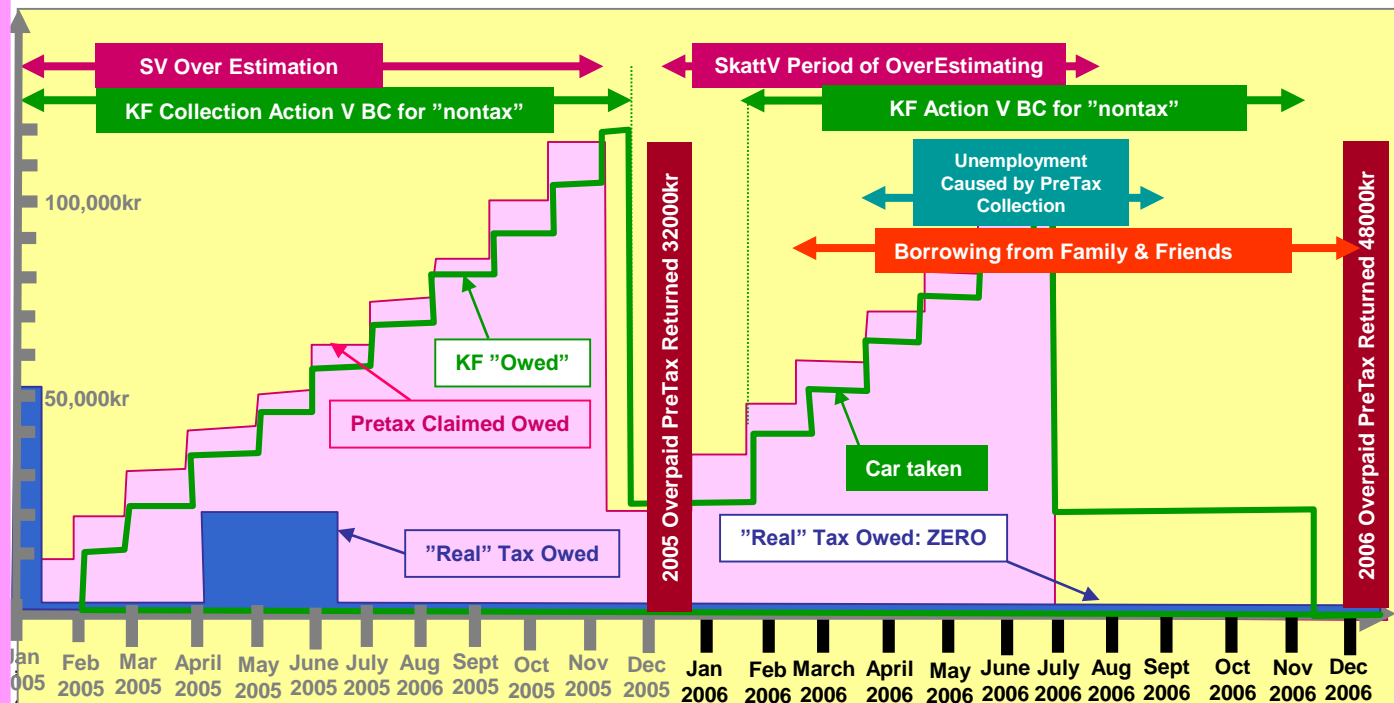 SV Over Estimation
SkattV Period of OverEstimating
KF Collection Action V BC for ”nontax”
KF Action V BC for ”nontax”
Unemployment
Caused by PreTax
Collection
Borrowing from Family & Friends
100,000kr
50,000kr
KF ”Owed”
Pretax Claimed Owed
”Real” Tax Owed
Car taken
”Real” Tax Owed: ZERO
2005 Overpaid PreTax Returned 32000kr
2006 Overpaid PreTax Returned 48000kr
Jan
005
Feb
2005
Mar
2005
April
2005
May
2005
June
2005
July
2005
Aug
2006
Sept
2006
Oct
2005
Nov
2005
Dec
2005
Jan
2006
Feb
2006
March
2006
April
2006
May
2006
June
2006
July
2006
Aug
2006
Sept
2006
Oct
2006
Nov
2006
Dec
2006